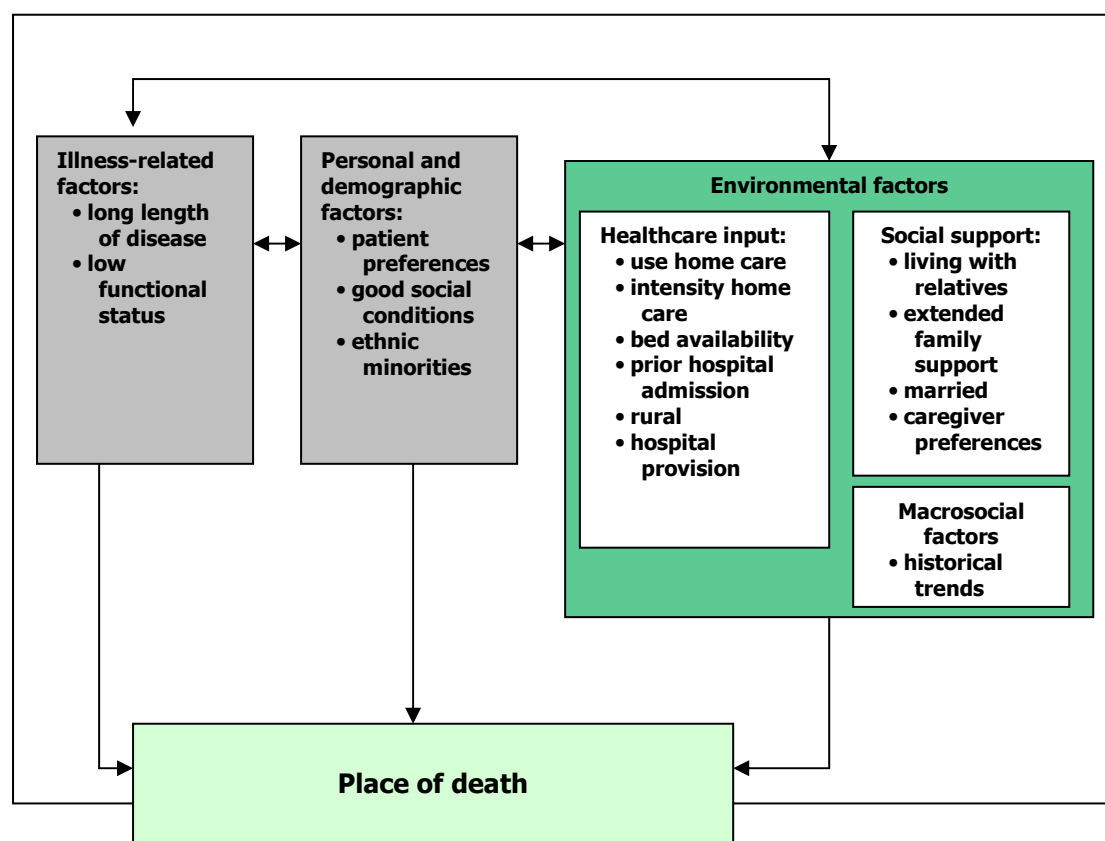 Illness-related
factors:
• long length
of disease
• low
functional
status
Personal and
demographic
factors:
• patient
preferences
• good social
conditions
• ethnic
minorities
Environmental factors
Healthcare input:
• use home care
• intensity home
care
• bed availability
• prior hospital
admission
• rural
• hospital
provision
Social support:
• living with
relatives
• extended
family
support
• married
• caregiver
preferences
Macrosocial
factors
• historical
trends
Place of death